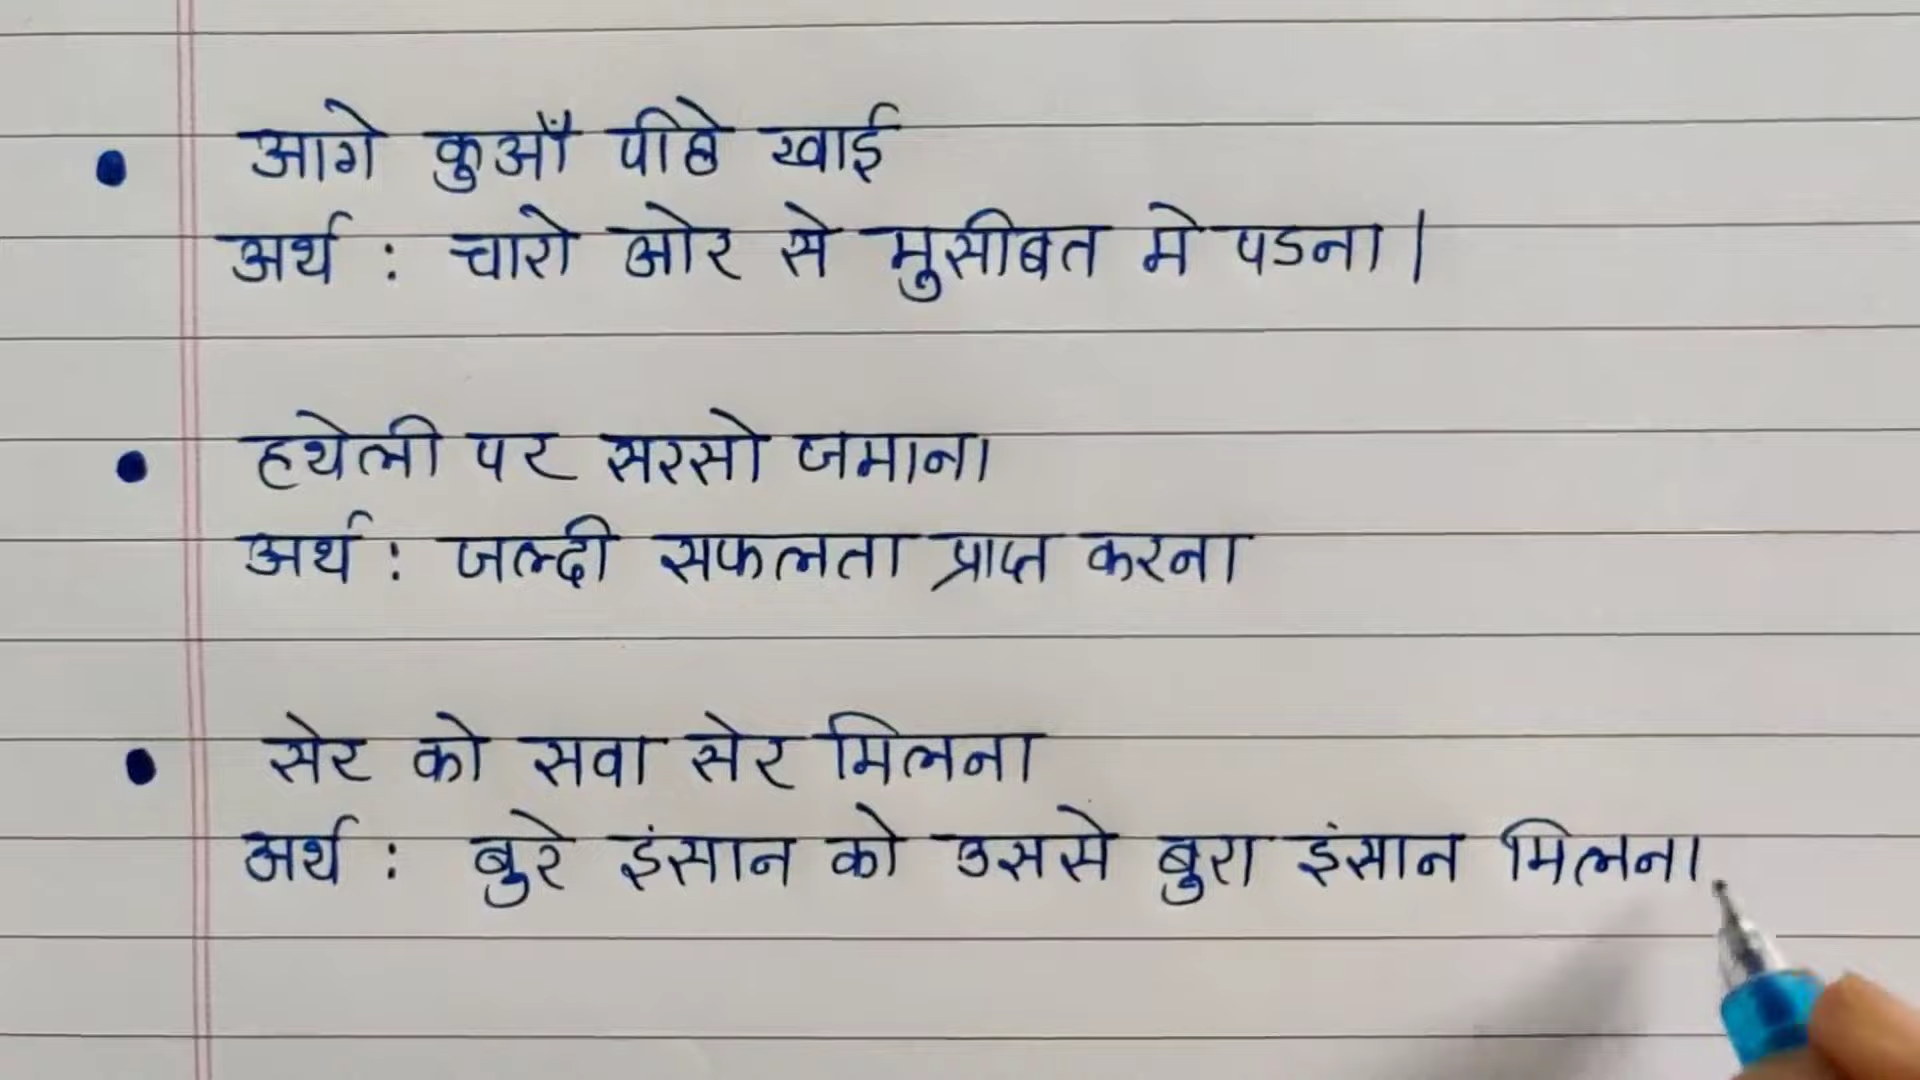 आगे कुआँ पीछे खाई
अर्थ : चारो ओर से मुसीबत मे पडना।
हथेली पर सरसो जमाना
अर्थ : जल्दी सफलता प्राप्त करना
सेर को सवा सेर मिलना
अर्थ : बुरे इंसान को उससे बुरा इंसान मिलना